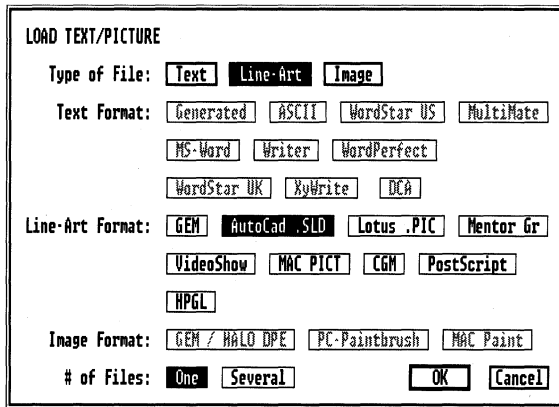 LOAD TEXT/PICTURE
Type of File: Text Line-Art Image
Text Format: Generated ASCII WordStar US MultiMate
MS-Word Writer WordPerfect
WordStar UK XyWrite DCA
Line-Art Format: GEM AutoCad .SLD Lotus .PIC Mentor Gr
VideoShow MAC PICT CGM PostScript
HPGL
Image Format: GEM / HALO DPE PC-Paintbrush MAC Paint
# of Files: One Several OK Cancel